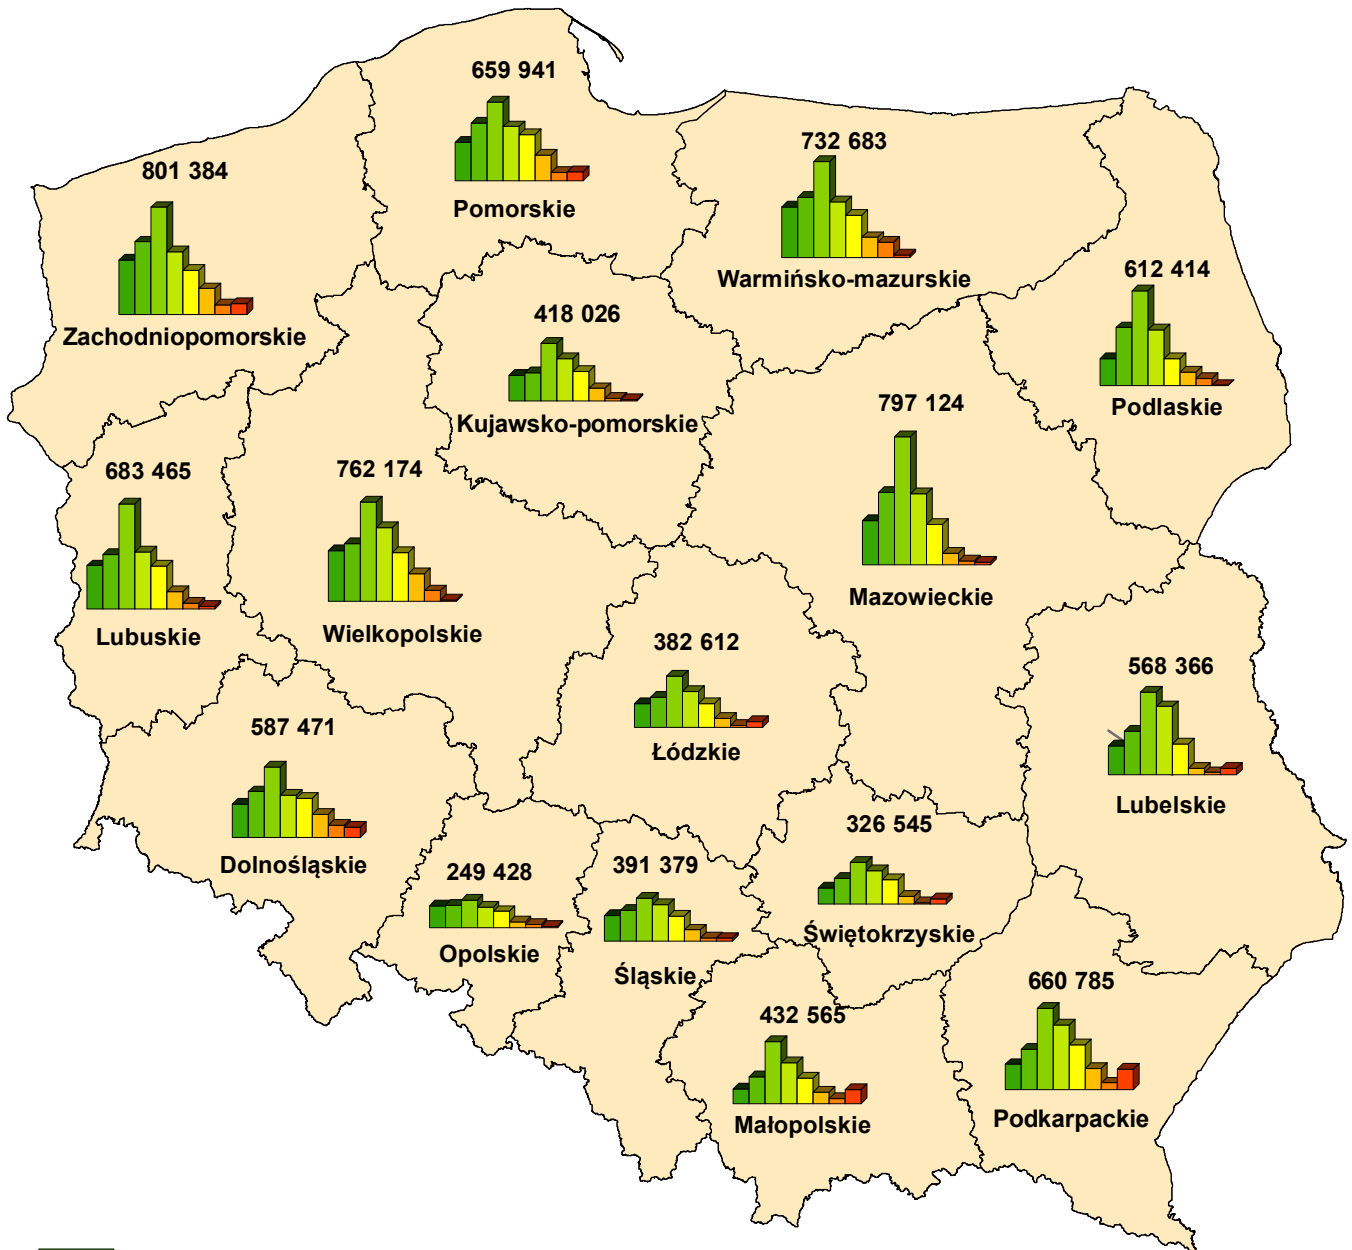 659 941
Pomorskie
732 683
Warmińsko-mazurskie
801 384
Zachodniopomorskie
612 414
Podlaskie
418 026
Kujawsko-pomorskie
797 124
Mazowieckie
683 465
Lubuskie
762 174
Wielkopolskie
382 612
Łódzkie
568 366
Lubelskie
587 471
Dolnośląskie
326 545
Świętokrzyskie
249 428
Opolskie
391 379
Śląskie
660 785
Podkarpackie
432 565
Małopolskie